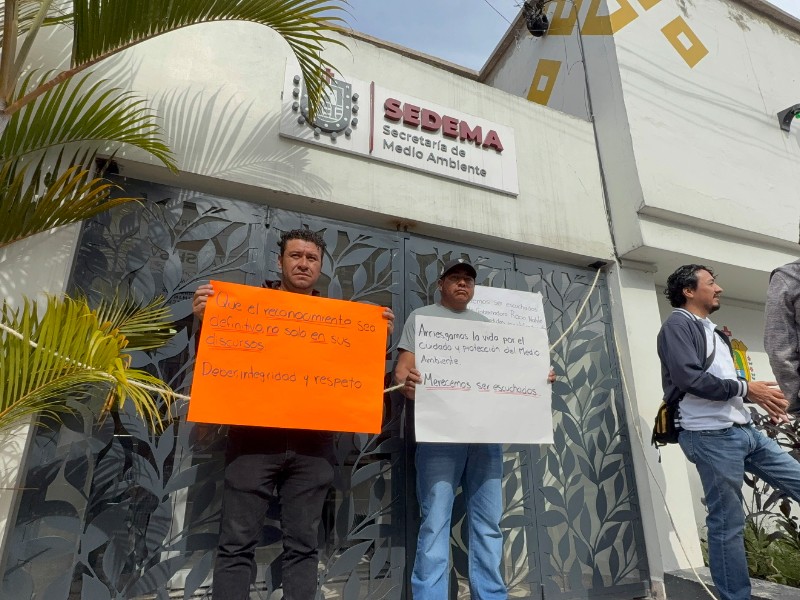 SEDEMA
Secretaría de
Medio Ambiente
Que el reconocimiento sea
definitivo no solo en sus
discursos
Deben integridad y respeto
Arriesgamos la vida por el
cuidado y protección del Medio
Ambiente
Merecemos ser escuchados